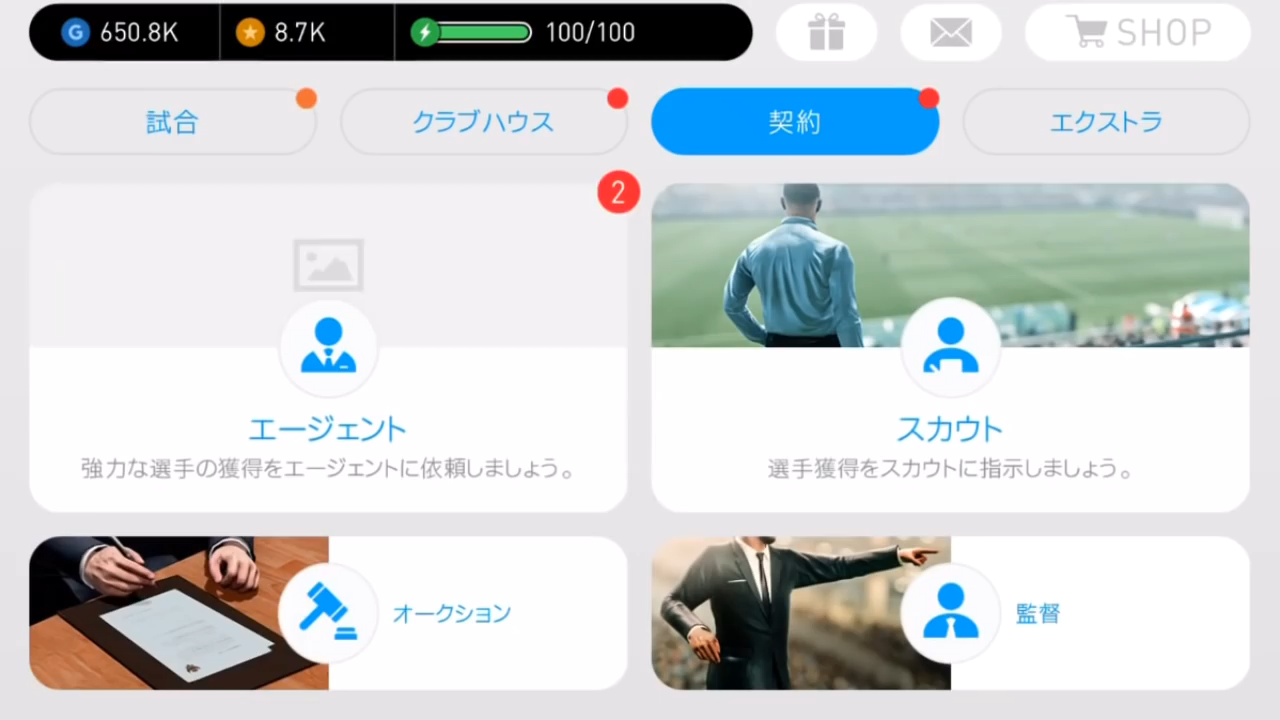 G 650.8K 8.7K 100/100 SHOP
試合 クラブハウス 契約 エクストラ
2
エージェント
強力な選手の獲得をエージェントに依頼しましょう。
スカウト
選手獲得をスカウトに指示しましょう。
オークション
監督